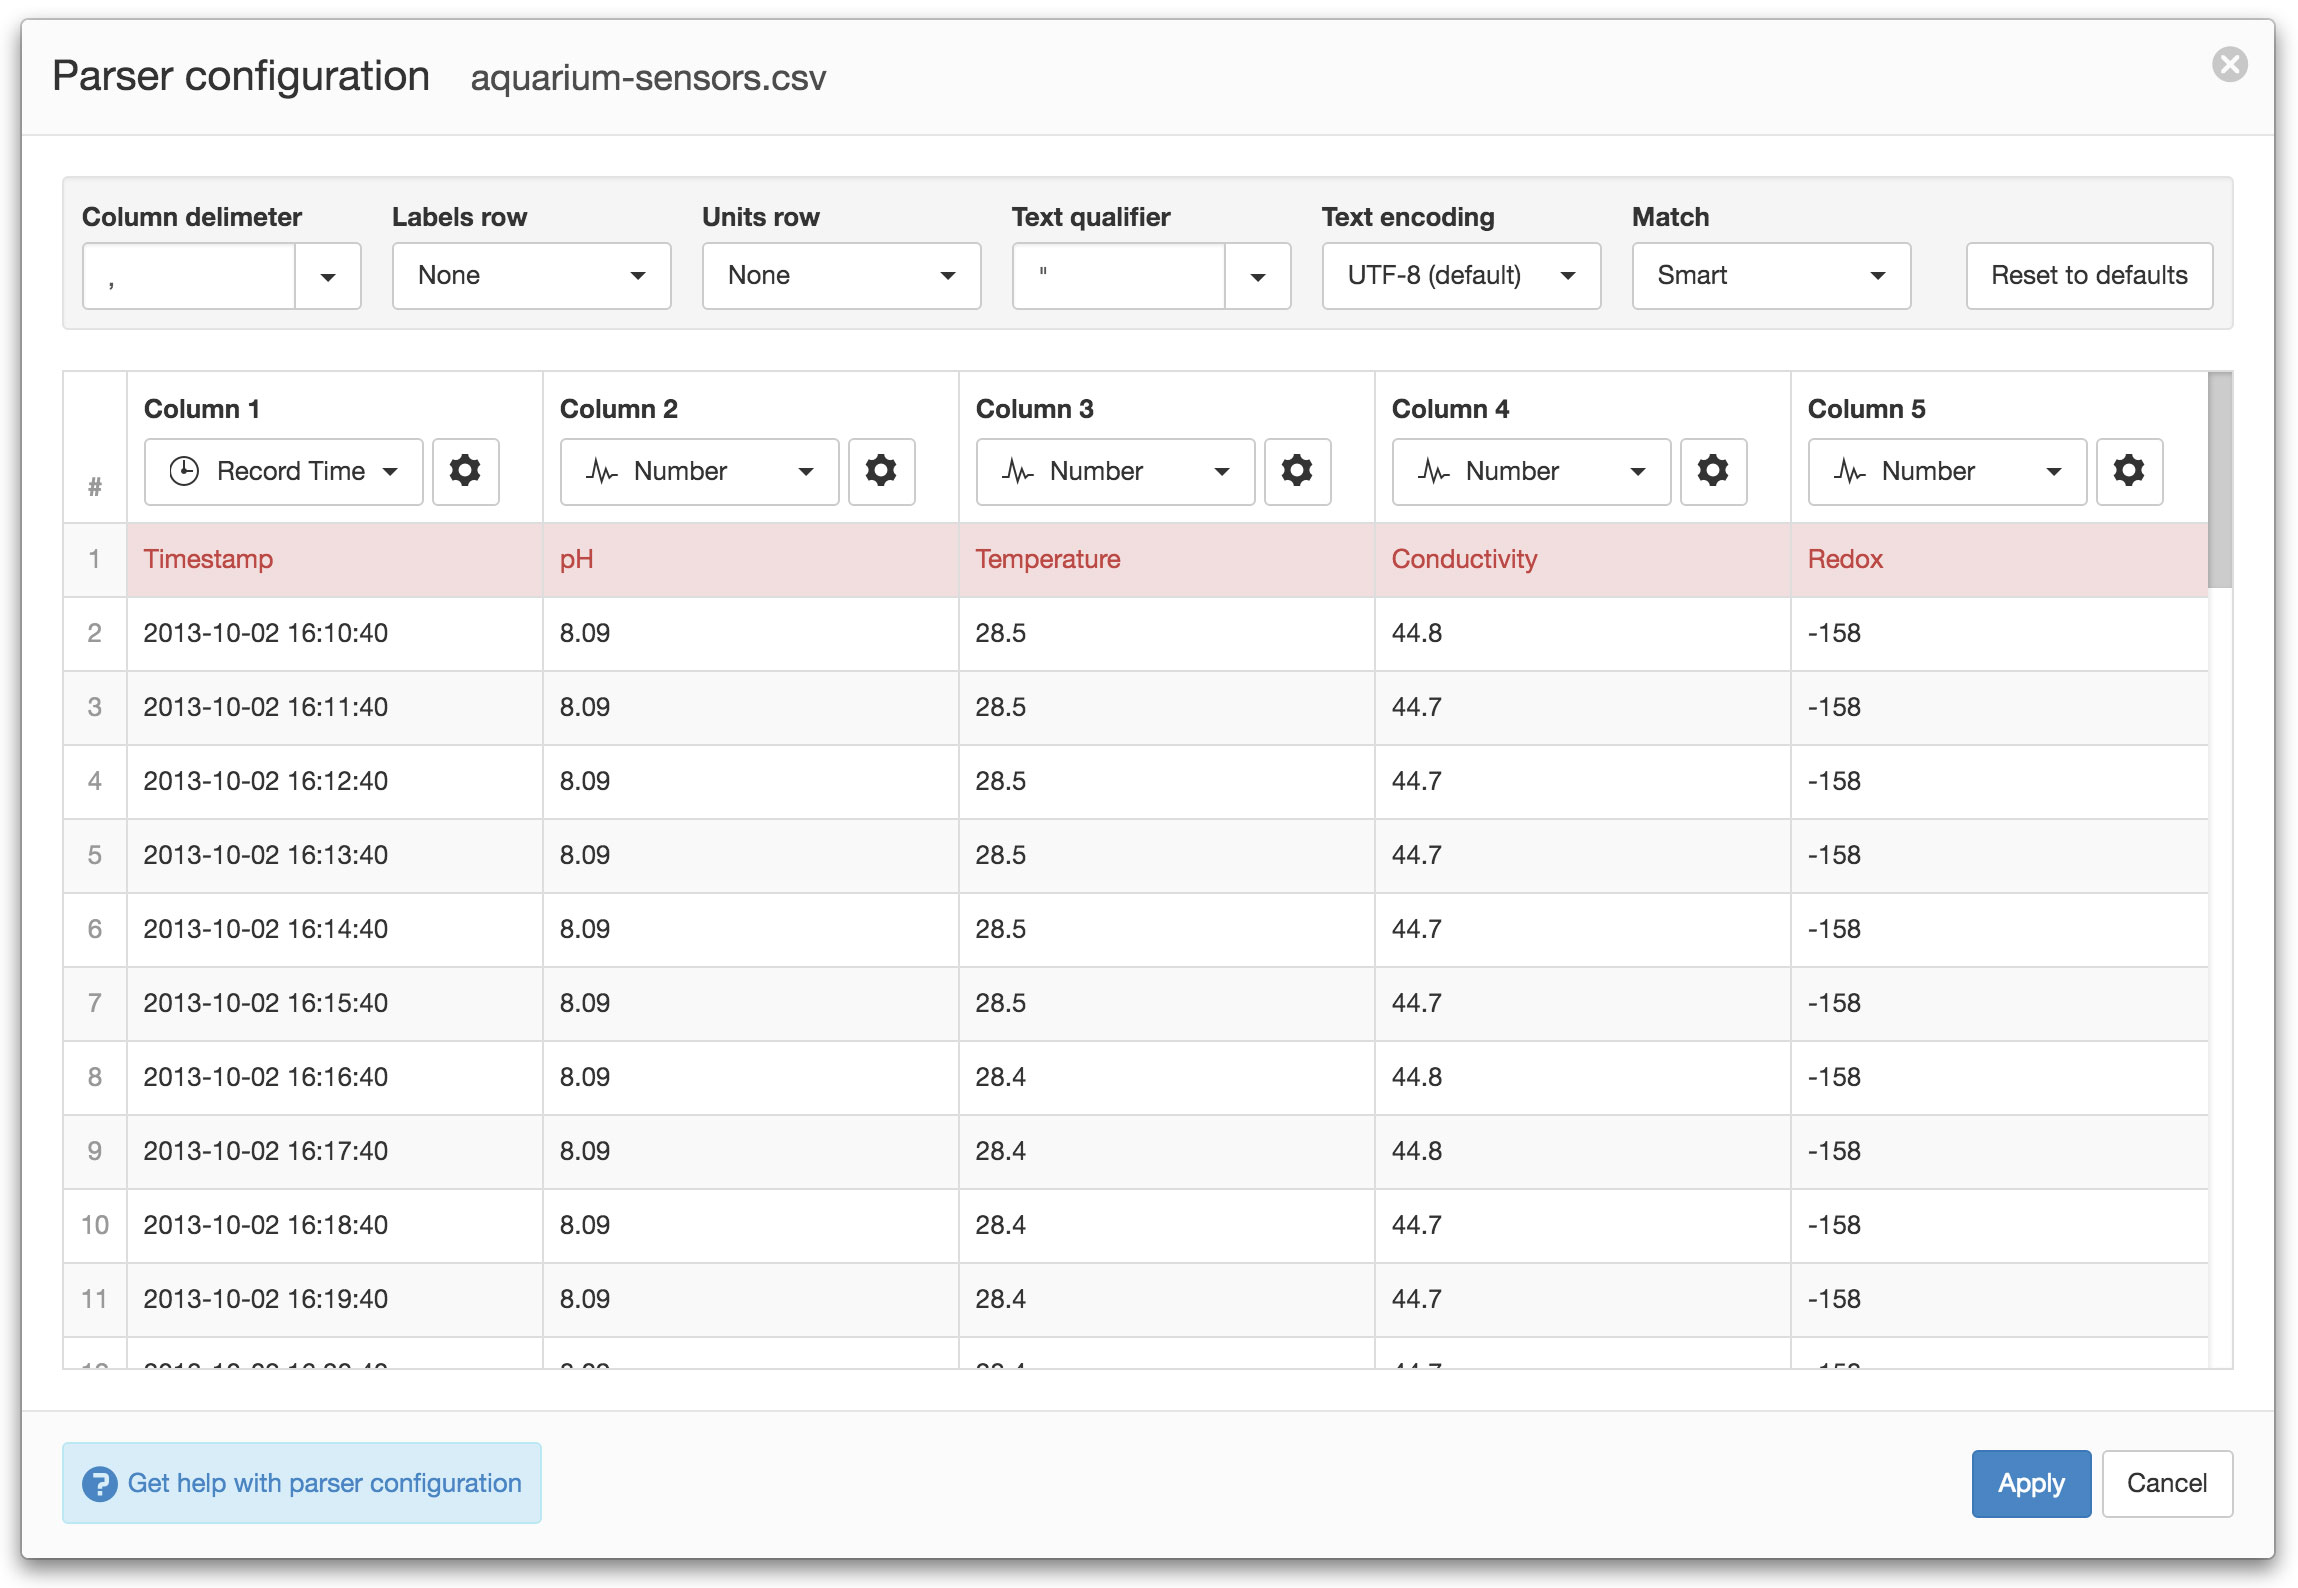 Parser configuration aquarium-sensors.csv
Column delimeter Labels row Units row Text qualifier Text encoding Match
, None None " UTF-8 (default) Smart Reset to defaults
Column 1 Column 2 Column 3 Column 4 Column 5
# Record Time Number Number Number Number
1 Timestamp pH Temperature Conductivity Redox
2 2013-10-02 16:10:40 8.09 28.5 44.8 -158
3 2013-10-02 16:11:40 8.09 28.5 44.7 -158
4 2013-10-02 16:12:40 8.09 28.5 44.7 -158
5 2013-10-02 16:13:40 8.09 28.5 44.7 -158
6 2013-10-02 16:14:40 8.09 28.5 44.7 -158
7 2013-10-02 16:15:40 8.09 28.5 44.7 -158
8 2013-10-02 16:16:40 8.09 28.4 44.8 -158
9 2013-10-02 16:17:40 8.09 28.4 44.8 -158
10 2013-10-02 16:18:40 8.09 28.4 44.7 -158
11 2013-10-02 16:19:40 8.09 28.4 44.7 -158
? Get help with parser configuration Apply Cancel